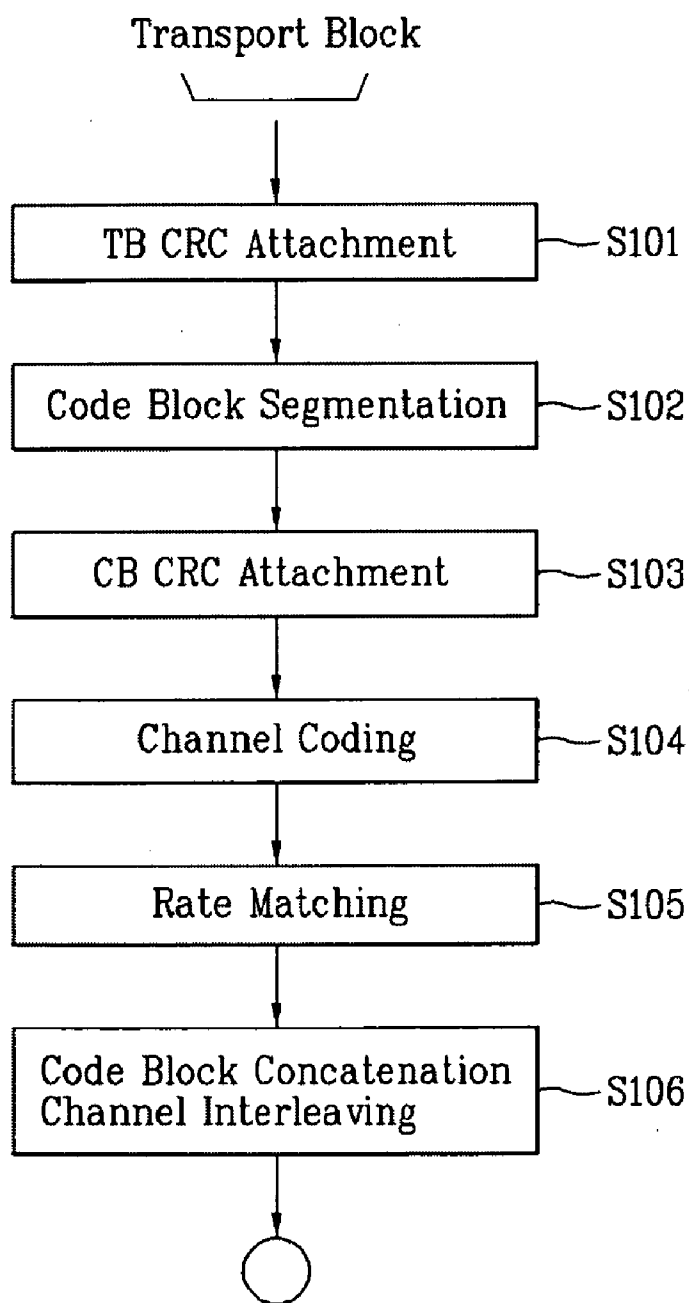 Transport Block
TB CRC Attachment
S101
Code Block Segmentation
S102
CB CRC Attachment
S103
Channel Coding
S104
Rate Matching
S105
Code Block Concatenation
Channel Interleaving
S106